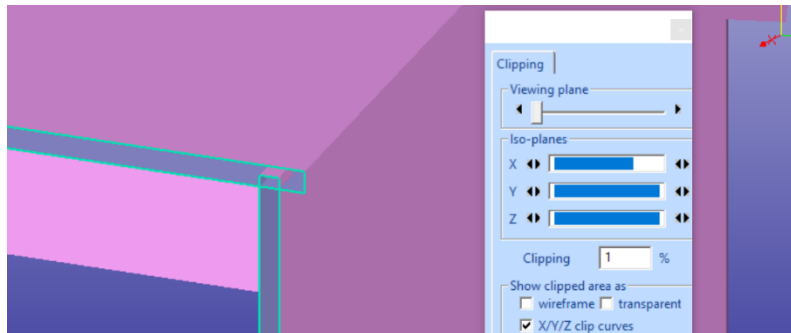 Clipping
Viewing plane
Iso-planes
X
Y
Z
Clipping 1 %
Show clipped area as
wireframe transparent
X/Y/Z clip curves
X